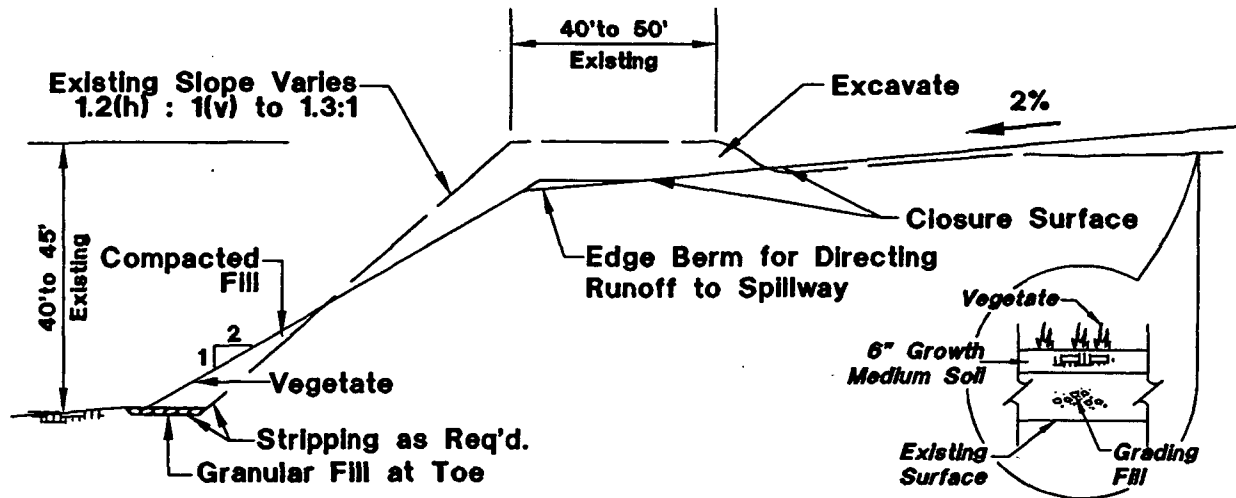 40'to 50'
Existing
Existing Slope Varies
1.2(h) : 1(v) to 1.3:1
Excavate
2%
40'to 45'
Existing
Closure Surface
Compacted
Fill
Edge Berm for Directing
Runoff to Spillway
2
1
Vegetate
Vegetate
6" Growth
Medium Soil
Stripping as Req'd.
Granular Fill at Toe
Existing
Surface
Grading
Fill